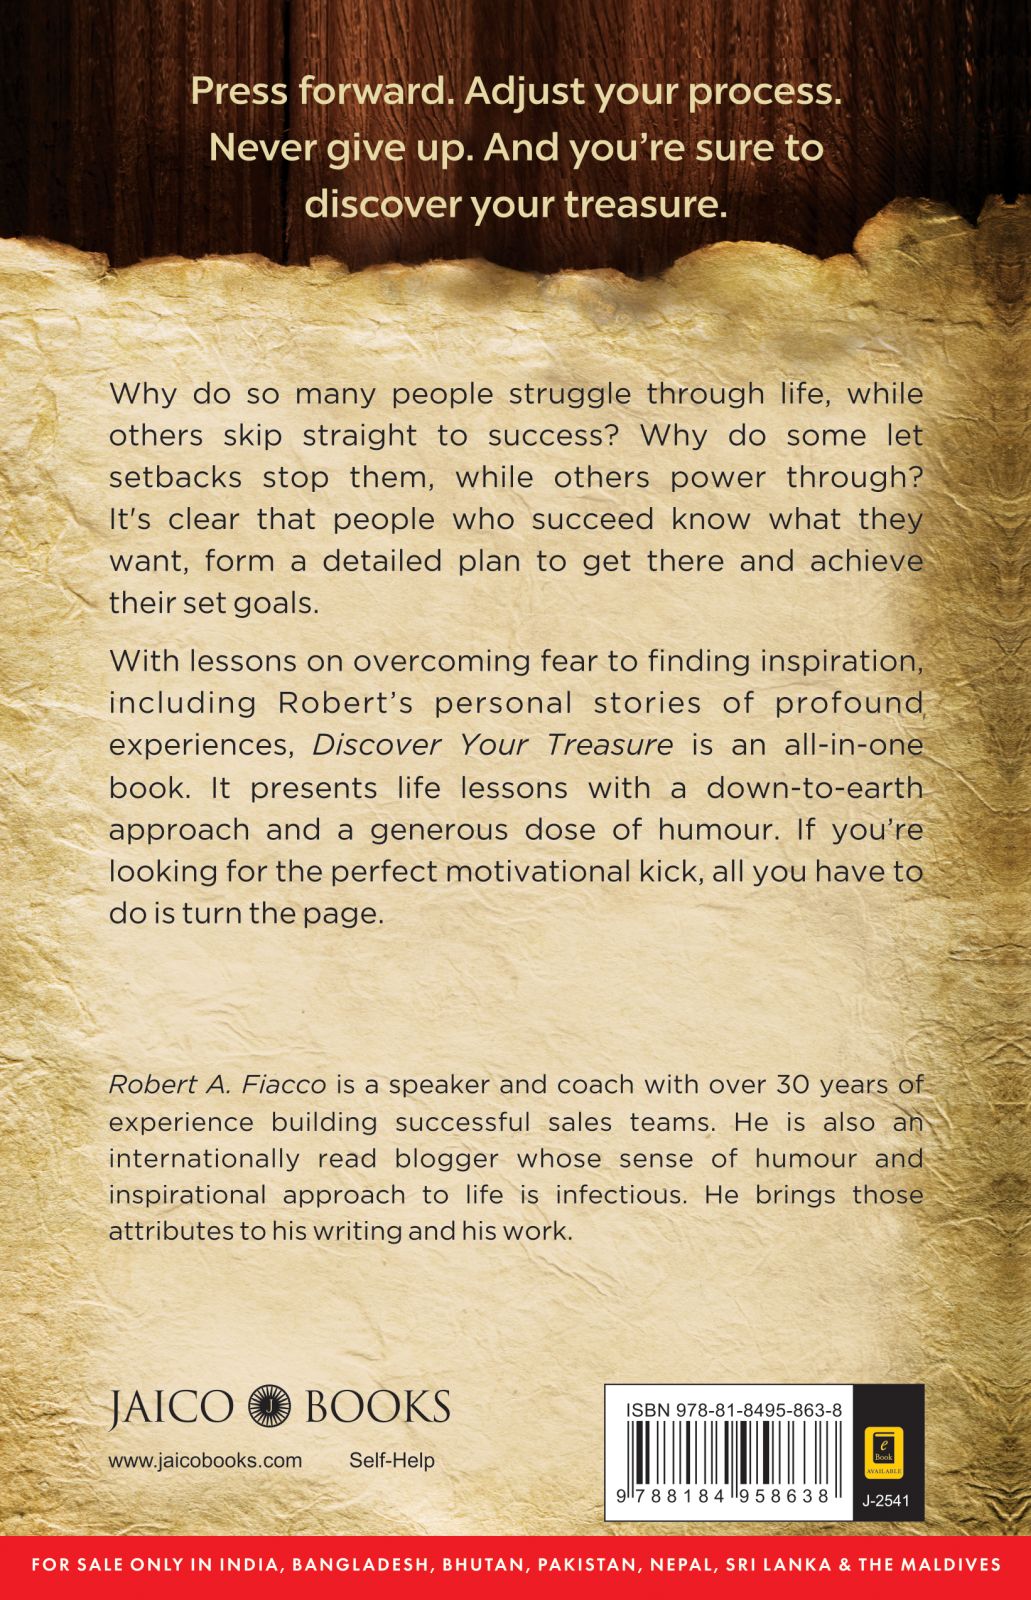 Press forward. Adjust your process.
Never give up. And you’re sure to
discover your treasure.
Why do so many people struggle through life, while
others skip straight to success? Why do some let
setbacks stop them, while others power through?
It's clear that people who succeed know what they
want, form a detailed plan to get there and achieve
their set goals.
With lessons on overcoming fear to finding inspiration,
including Robert’s personal stories of profound
experiences, Discover Your Treasure is an all-in-one
book. It presents life lessons with a down-to-earth
approach and a generous dose of humour. If you’re
looking for the perfect motivational kick, all you have to
do is turn the page.
Robert A. Fiacco is a speaker and coach with over 30 years of
experience building successful sales teams. He is also an
internationally read blogger whose sense of humour and
inspirational approach to life is infectious. He brings those
attributes to his writing and his work.
JAICO J BOOKS
www.jaicobooks.com Self-Help
ISBN 978-81-8495-863-8
9 788184 958638
e
Book
AVAILABLE
J-2541
FOR SALE ONLY IN INDIA, BANGLADESH, BHUTAN, PAKISTAN, NEPAL, SRI LANKA & THE MALDIVES